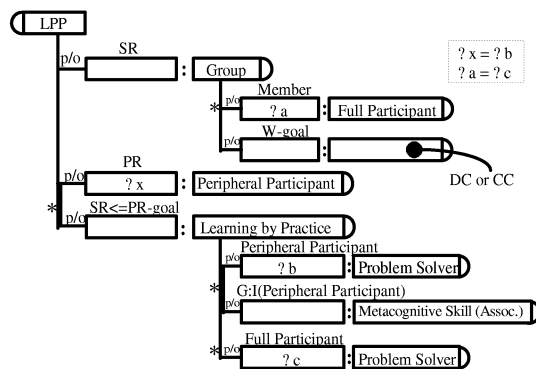 LPP
p/o SR : Group
? x = ? b
? a = ? c
* p/o Member ? a : Full Participant
p/o W-goal :
DC or CC
p/o PR ? x : Peripheral Participant
* p/o SR<=PR-goal : Learning by Practice
p/o Peripheral Participant ? b : Problem Solver
* p/o G:I(Peripheral Participant) : Metacognitive Skill (Assoc.)
* p/o Full Participant ? c : Problem Solver